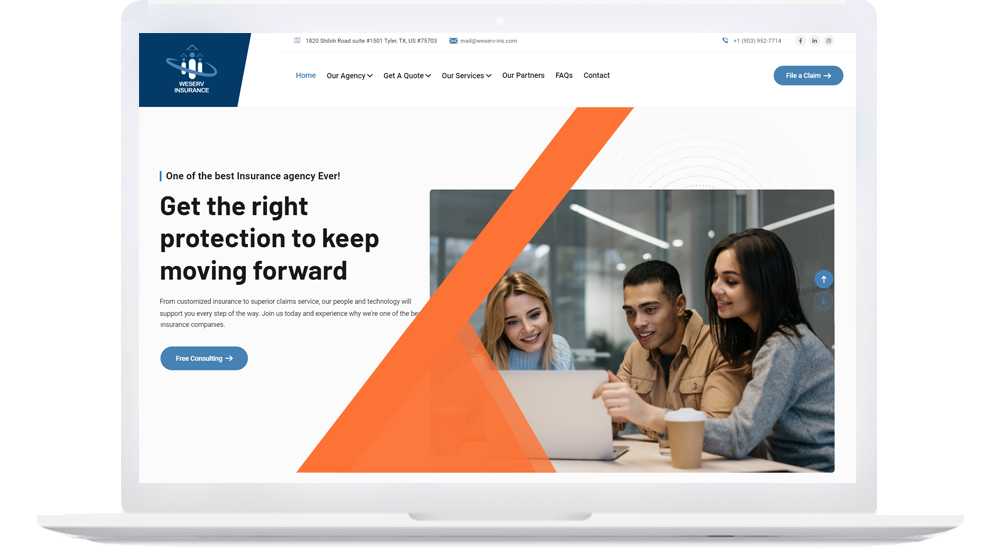 1820 Shiloh Road suite #1501 Tyler, TX, US #75703
mail@weserv-ins.com
+1 (903) 952-7714
WESERV
INSURANCE
Home
Our Agency
Get A Quote
Our Services
Our Partners
FAQs
Contact
File a Claim
One of the best Insurance agency Ever!
Get the right
protection to keep
moving forward
From customized insurance to superior claims service, our people and technology will
support you every step of the way. Join us today and experience why we're one of the
insurance companies.
Free Consulting